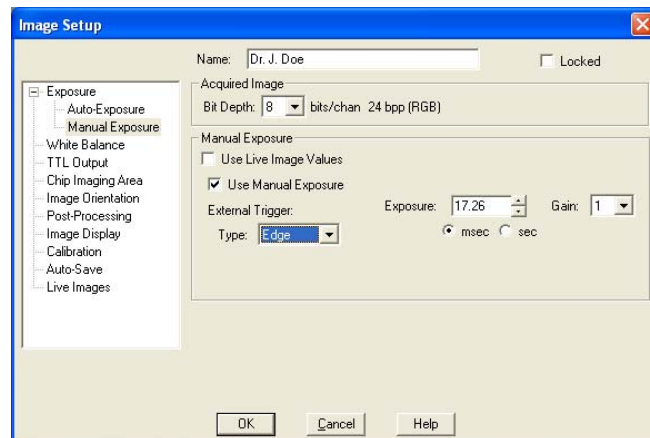 Image Setup
Name: Dr. J. Doe Locked
Exposure
Auto-Exposure
Manual Exposure
White Balance
TTL Output
Chip Imaging Area
Image Orientation
Post-Processing
Image Display
Calibration
Auto-Save
Live Images
Acquired Image
Bit Depth: 8 bits/chan 24 bpp (RGB)
Manual Exposure
Use Live Image Values
Use Manual Exposure
External Trigger:
Type: Edge
Exposure: 17.26 Gain: 1
msec sec
OK Cancel Help